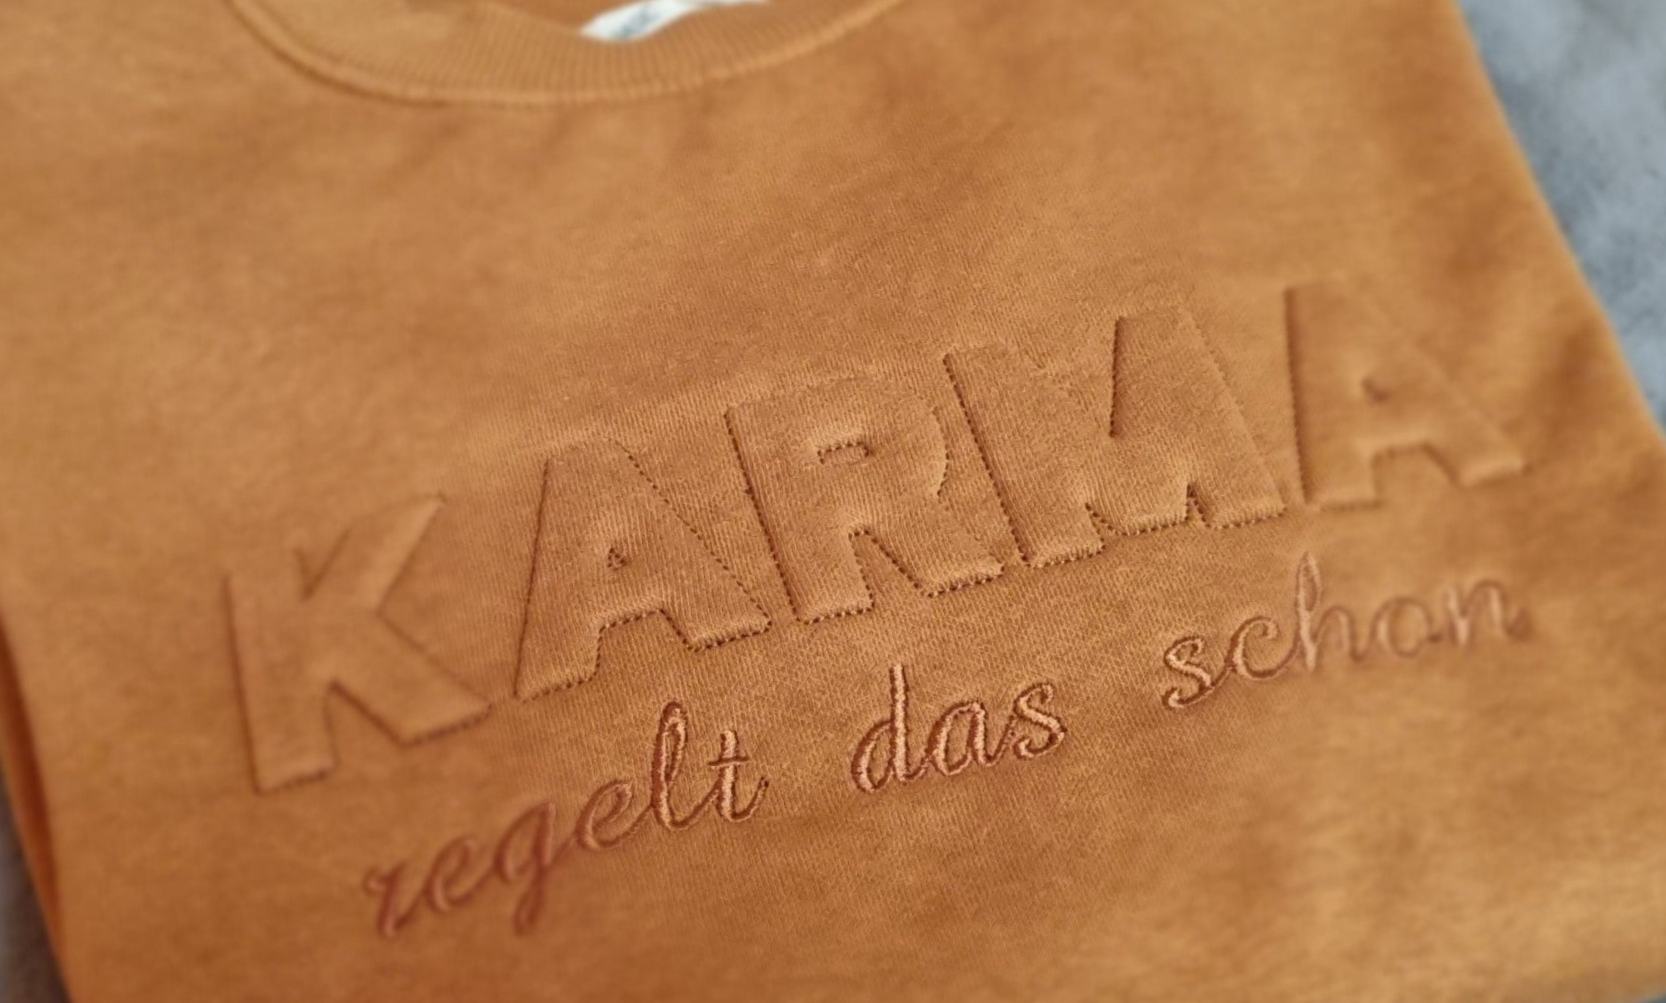 KARMA
regelt das schon